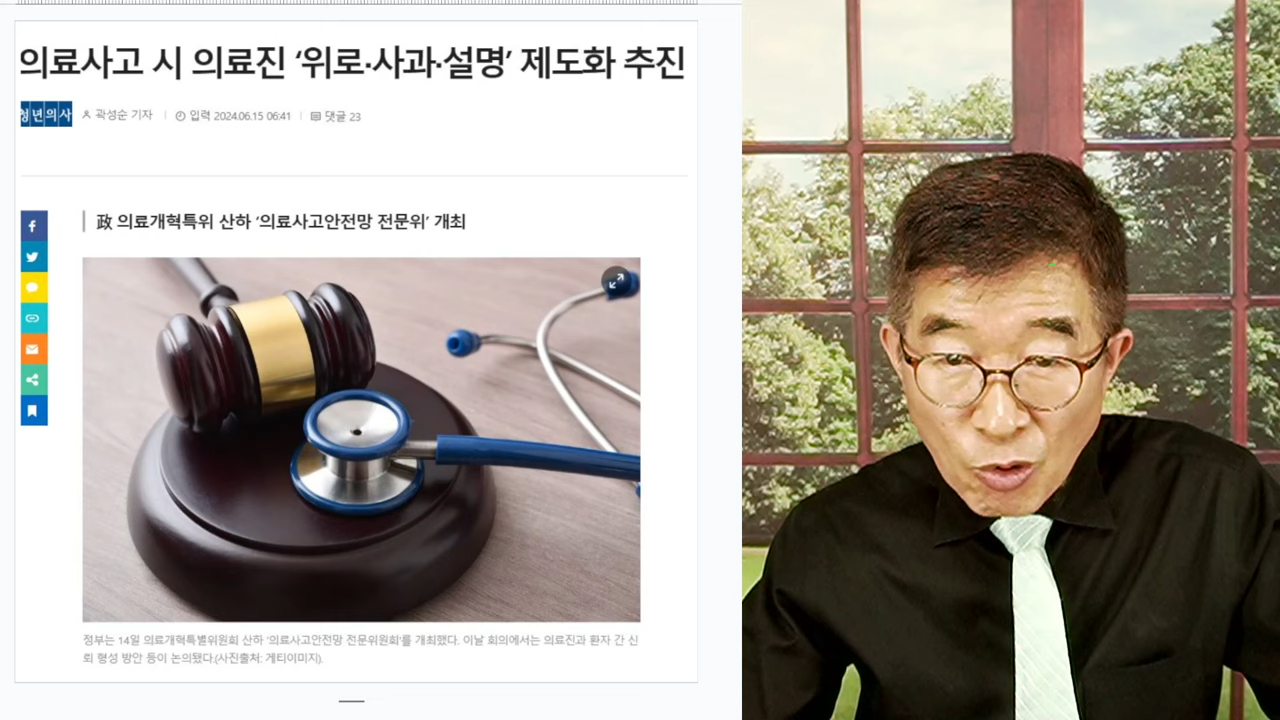 의료사고 시 의료진 ‘위로·사과·설명’ 제도화 추진
청년의사 곽성순 기자 입력 2024.06.15 06:41 댓글 23
政 의료개혁특위 산하 ‘의료사고안전망 전문위’ 개최
정부는 14일 의료개혁특별위원회 산하 '의료사고안전망 전문위원회'를 개최했다. 이날 회의에서는 의료진과 환자 간 신
뢰 형성 방안 등이 논의됐다.(사진출처: 게티이미지).